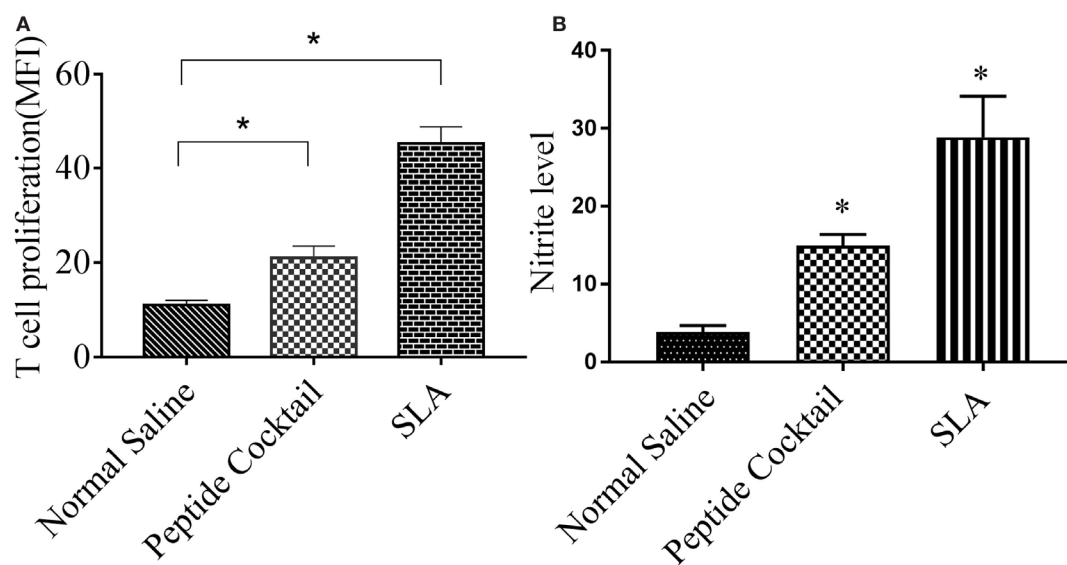 A
T cell proliferation(MFI)
60
40
20
0
*
*
Normal Saline
Peptide Cocktail
SLA
B
Nitrite level
40
30
20
10
0
*
*
Normal Saline
Peptide Cocktail
SLA